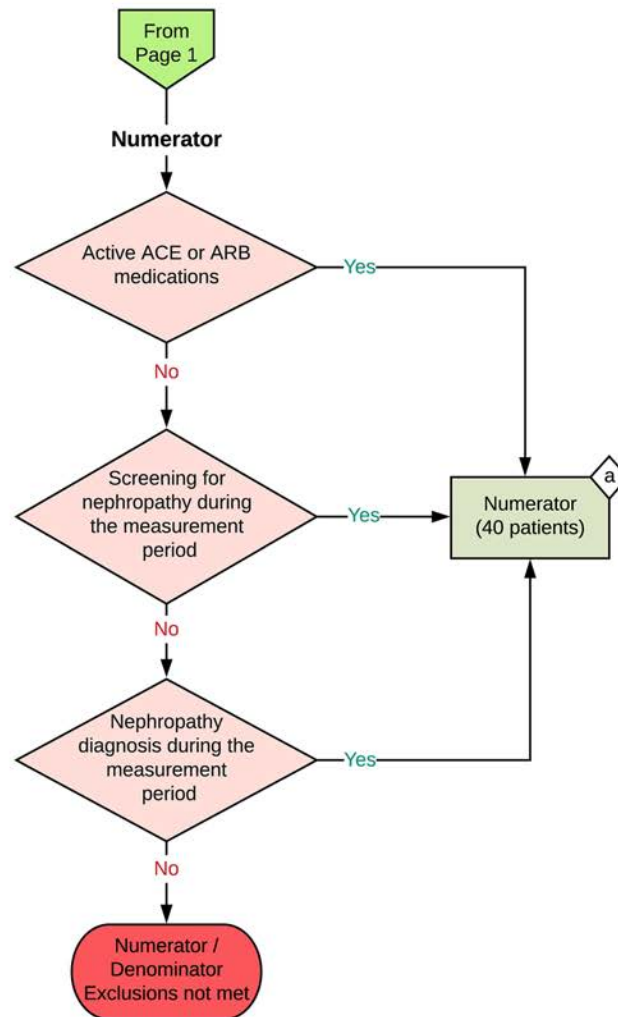 From
Page 1
Numerator
Active ACE or ARB
medications
Yes
No
Screening for
nephropathy during
the measurement
period
Yes
a
Numerator
(40 patients)
No
Nephropathy
diagnosis during the
measurement
period
Yes
No
Numerator /
Denominator
Exclusions not met